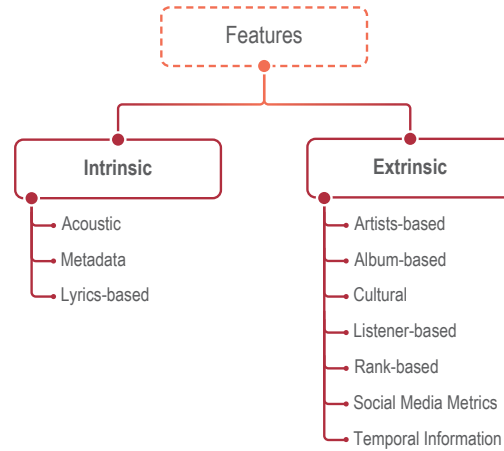 Features
Intrinsic
Acoustic
Metadata
Lyrics-based
Extrinsic
Artists-based
Album-based
Cultural
Listener-based
Rank-based
Social Media Metrics
Temporal Information